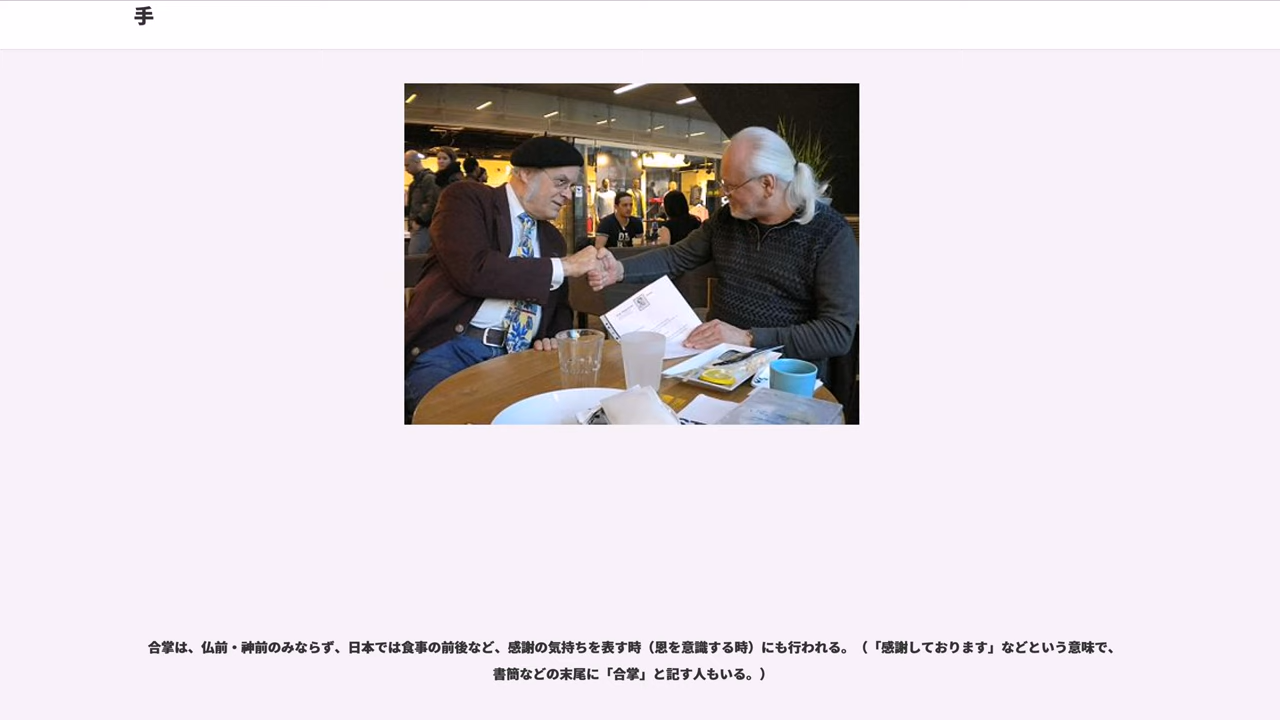 手
合掌は、仏前・神前のみならず、日本では食事の前後など、感謝の気持ちを表す時（恩を意識する時）にも行われる。（「感謝しております」などという意味で、
書簡などの末尾に「合掌」と記す人もいる。）